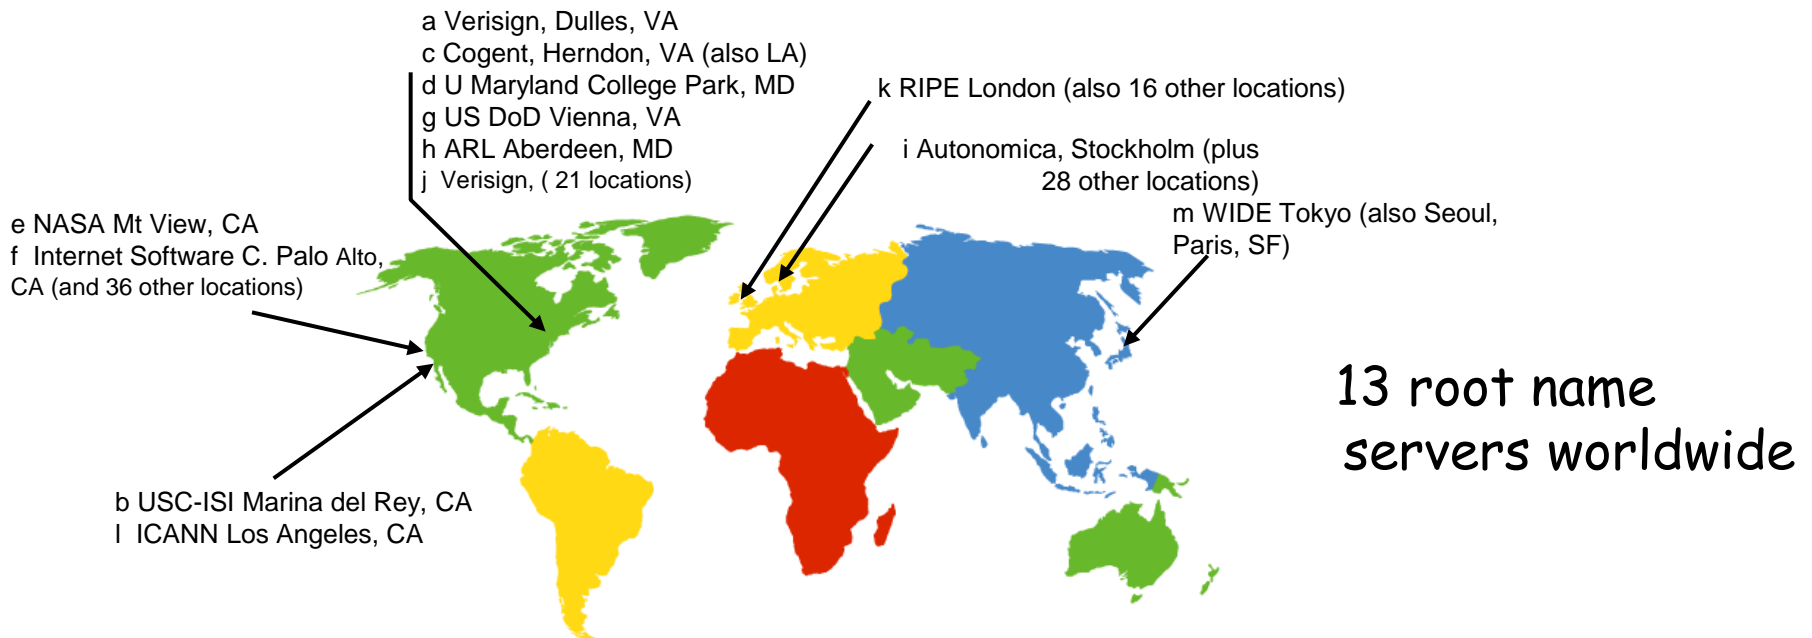 a Verisign, Dulles, VA
c Cogent, Herndon, VA (also LA)
d U Maryland College Park, MD
g US DoD Vienna, VA
h ARL Aberdeen, MD
j Verisign, ( 21 locations)
k RIPE London (also 16 other locations)
i Autonomica, Stockholm (plus
28 other locations)
m WIDE Tokyo (also Seoul,
Paris, SF)
e NASA Mt View, CA
f Internet Software C. Palo Alto,
CA (and 36 other locations)
13 root name
servers worldwide
b USC-ISI Marina del Rey, CA
l ICANN Los Angeles, CA